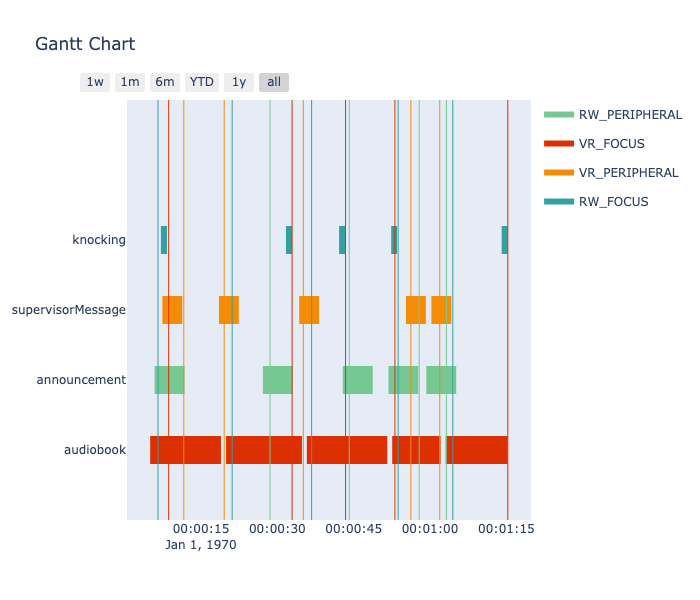 Gantt Chart
1w 1m 6m YTD 1y all
RW_PERIPHERAL
VR_FOCUS
VR_PERIPHERAL
RW_FOCUS
knocking
supervisorMessage
announcement
audiobook
00:00:15 00:00:30 00:00:45 00:01:00 00:01:15
Jan 1, 1970